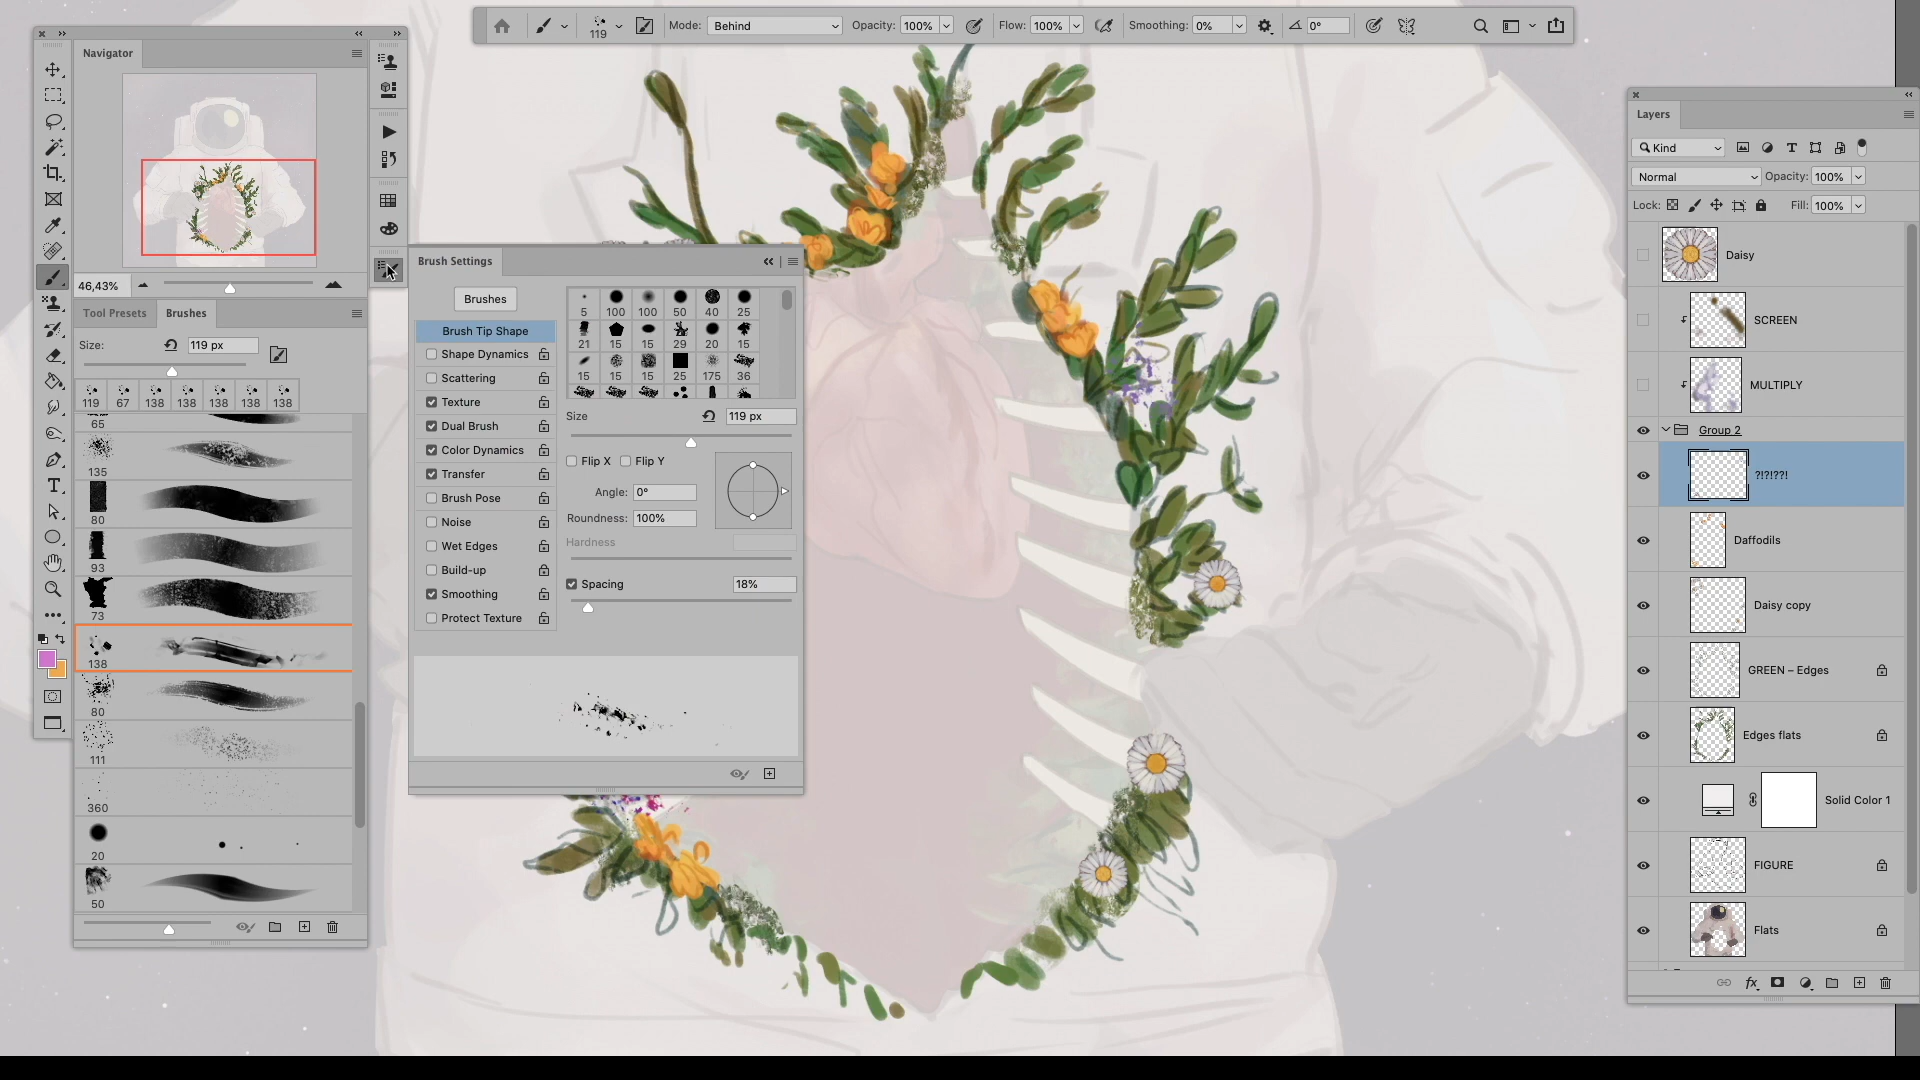 119
Mode:
Behind
Opacity:
100%
Flow:
100%
Smoothing:
0%
0°
Navigator
46,43%
Tool Presets
Brushes
Size:
119 px
119
67
138
138
138
138
138
65
135
80
93
73
138
80
111
360
20
50
Brush Settings
Brushes
Brush Tip Shape
Shape Dynamics
Scattering
Texture
Dual Brush
Color Dynamics
Transfer
Brush Pose
Noise
Wet Edges
Build-up
Smoothing
Protect Texture
5 100 100 50 40 25
21 15 15 29 20 15
15 15 15 25 175 36
Size
119 px
Flip X
Flip Y
Angle:
0°
Roundness:
100%
Hardness
Spacing
18%
Layers
Kind
Normal
Opacity:
100%
Lock:
Fill:
100%
Daisy
SCREEN
MULTIPLY
Group 2
?!?!??!
Daffodils
Daisy copy
GREEN – Edges
Edges flats
Solid Color 1
FIGURE
Flats
fx